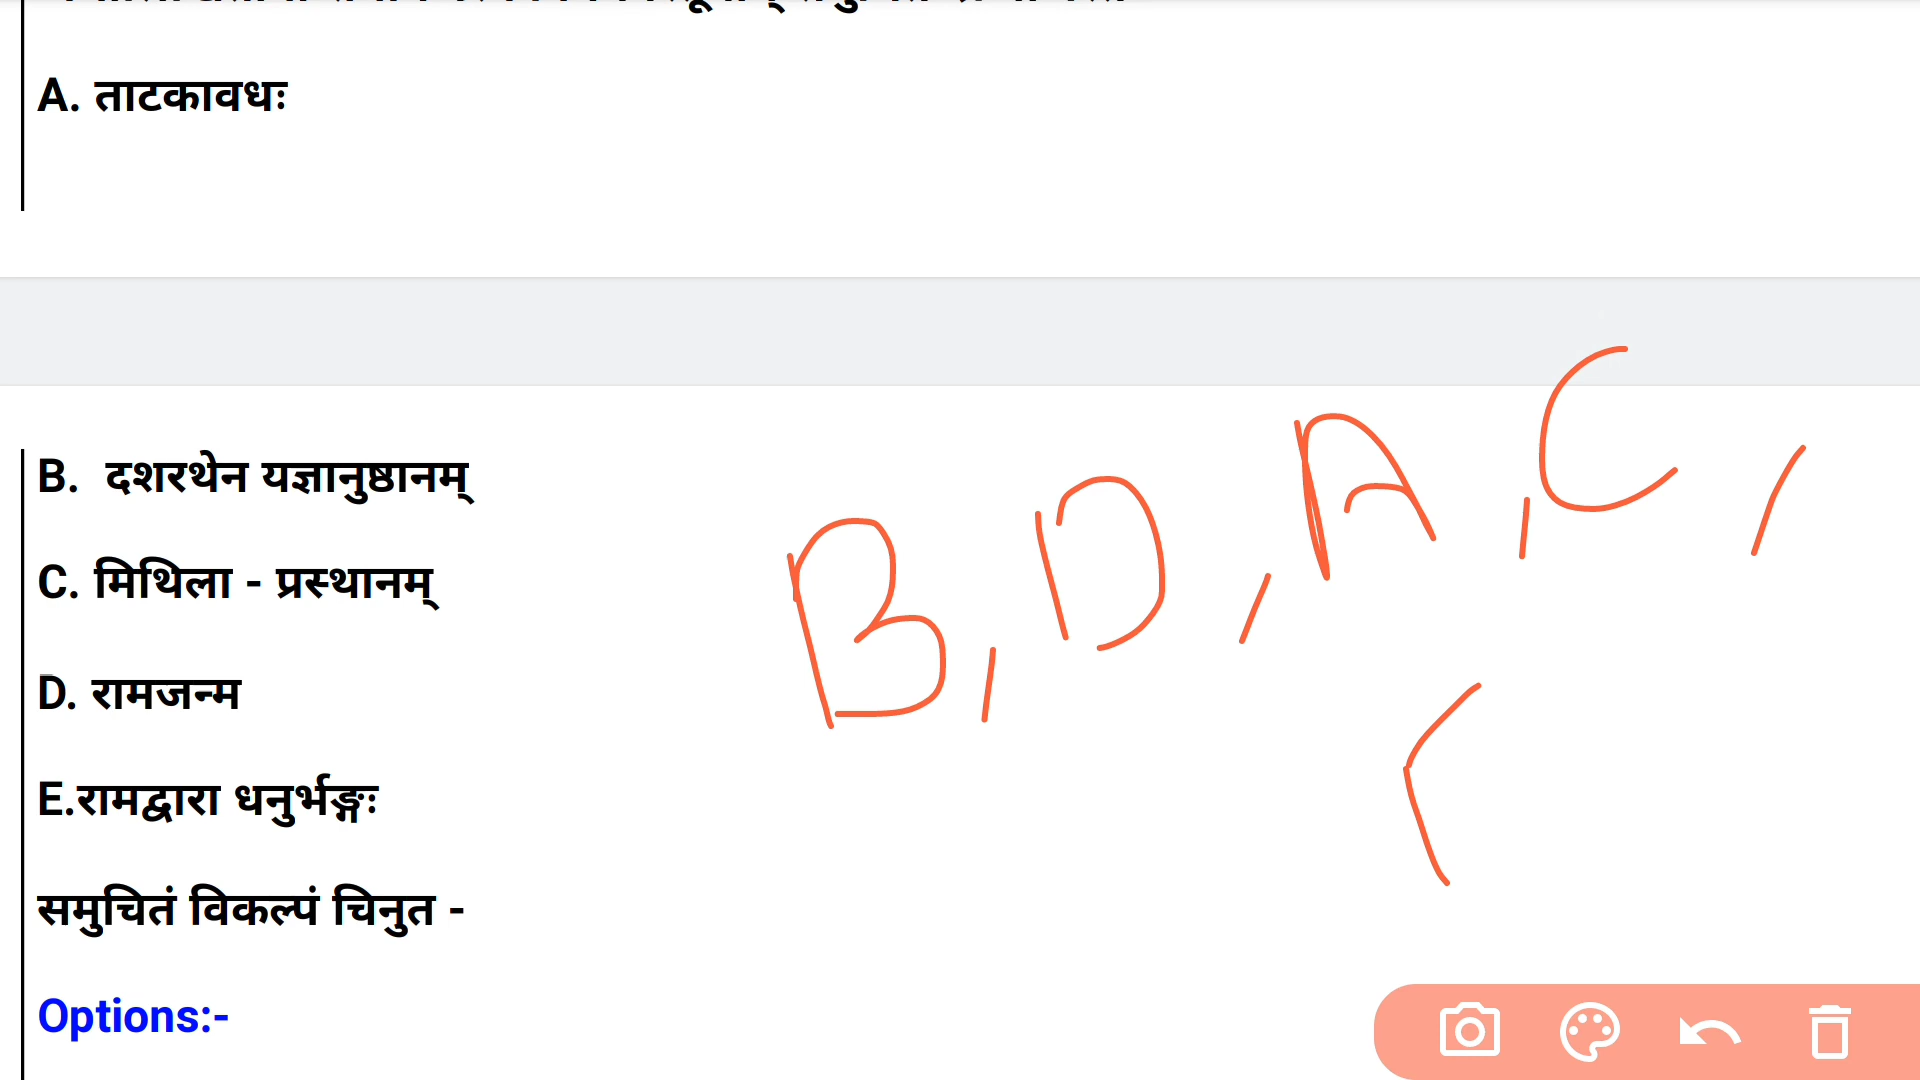 A. ताटकावधः
B. दशरथेन यज्ञानुष्ठानम्
C. मिथिला - प्रस्थानम्
B, D, A, C,
D. रामजन्म
E.रामद्वारा धनुर्भङ्गः
समुचितं विकल्पं चिनुत -
Options:-